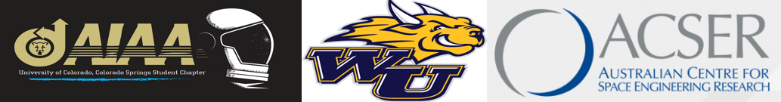 AIAA
University of Colorado, Colorado Springs Student Chapter
WU
ACSER
AUSTRALIAN CENTRE FOR
SPACE ENGINEERING RESEARCH